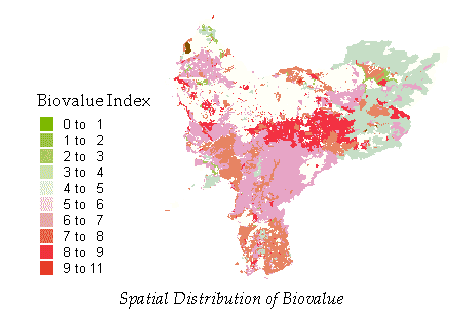 Biovalue Index
0 to 1
1 to 2
2 to 3
3 to 4
4 to 5
5 to 6
6 to 7
7 to 8
8 to 9
9 to 11
Spatial Distribution of Biovalue